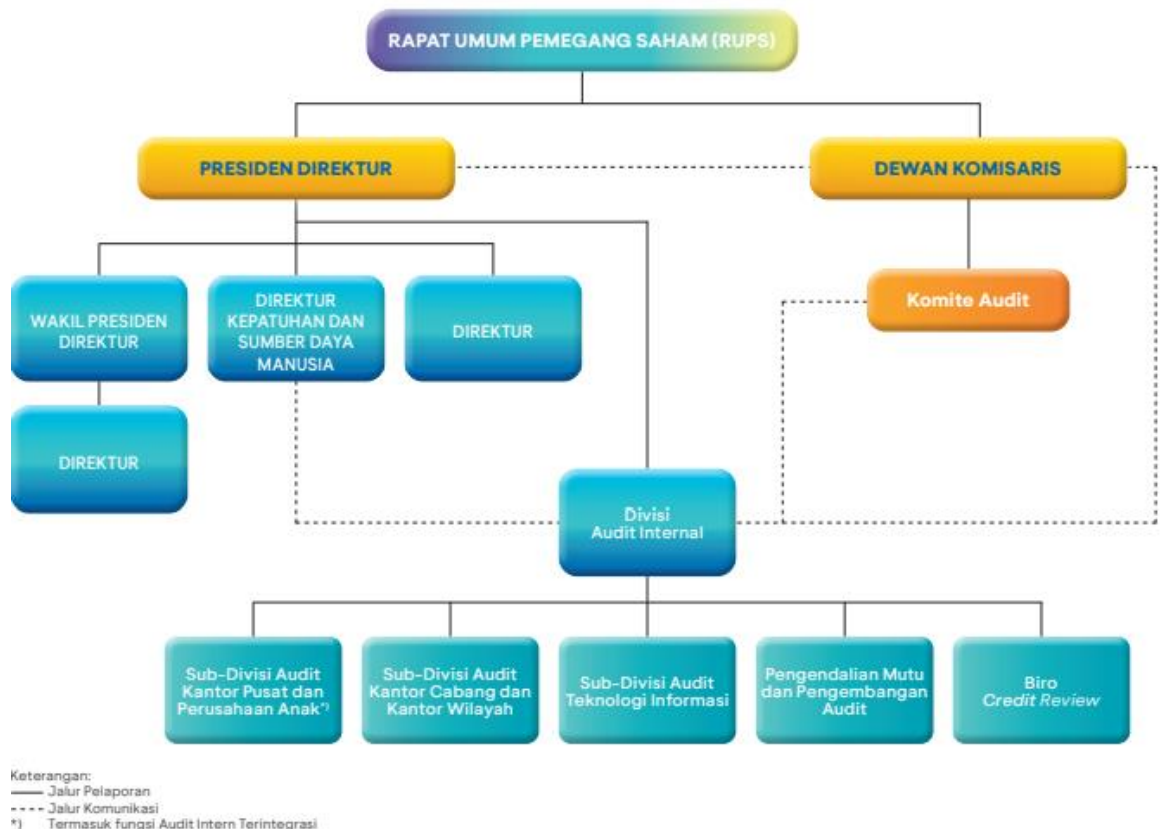 RAPAT UMUM PEMEGANG SAHAM (RUPS)
PRESIDEN DIREKTUR
DEWAN KOMISARIS
WAKIL PRESIDEN
DIREKTUR
DIREKTUR
KEPATUHAN DAN
SUMBER DAYA
MANUSIA
DIREKTUR
Komite Audit
DIREKTUR
Divisi
Audit Internal
Sub-Divisi Audit
Kantor Pusat dan
Perusahaan Anak*)
Sub-Divisi Audit
Kantor Cabang dan
Kantor Wilayah
Sub-Divisi Audit
Teknologi Informasi
Pengendalian Mutu
dan Pengembangan
Audit
Biro
Credit Review
Keterangan:
Jalur Pelaporan
Jalur Komunikasi
*) Termasuk fungsi Audit Intern Terintegrasi